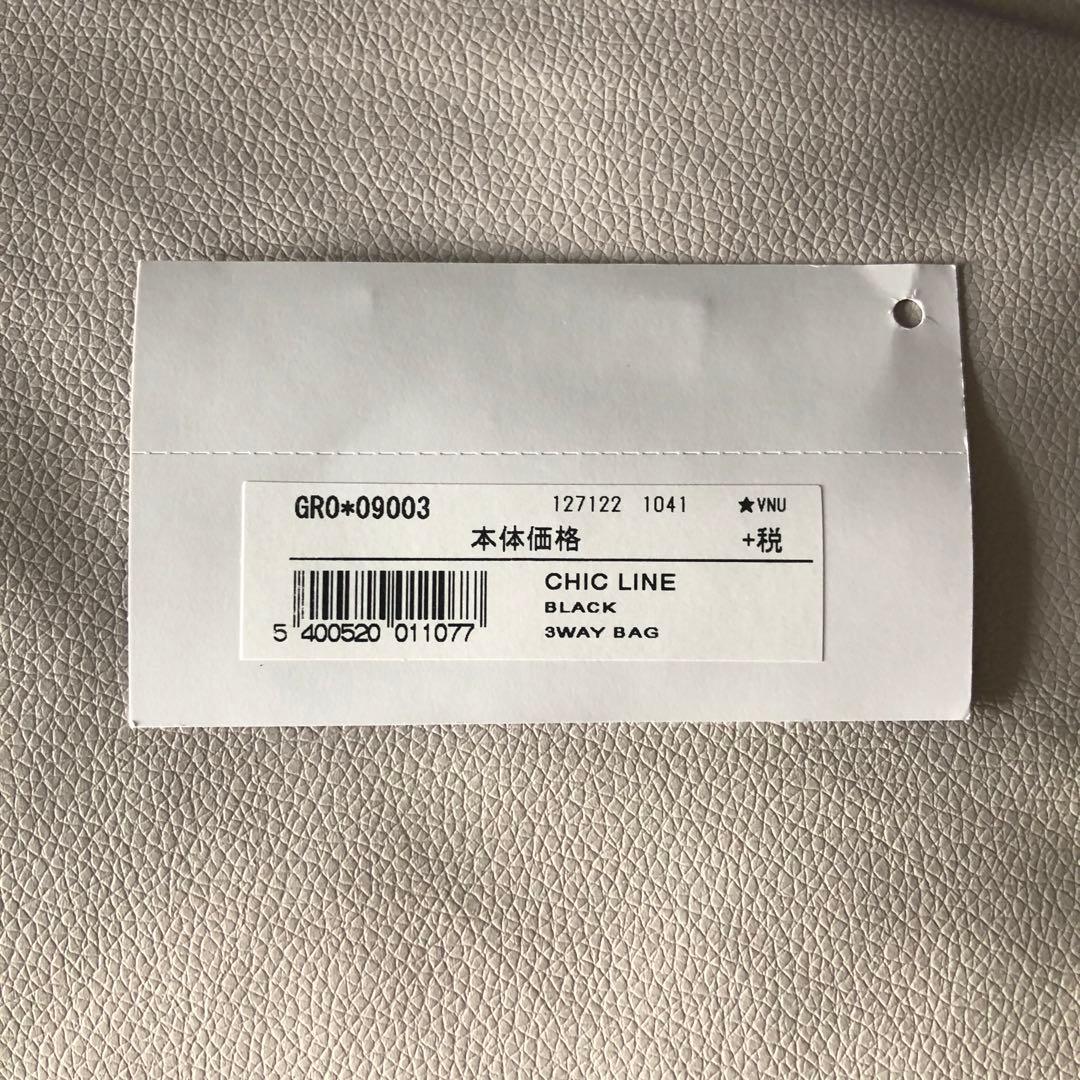 GRO*09003 127122 1041 ★VNU
本体価格 +税
CHIC LINE
BLACK
3WAY BAG
5 400520 011077